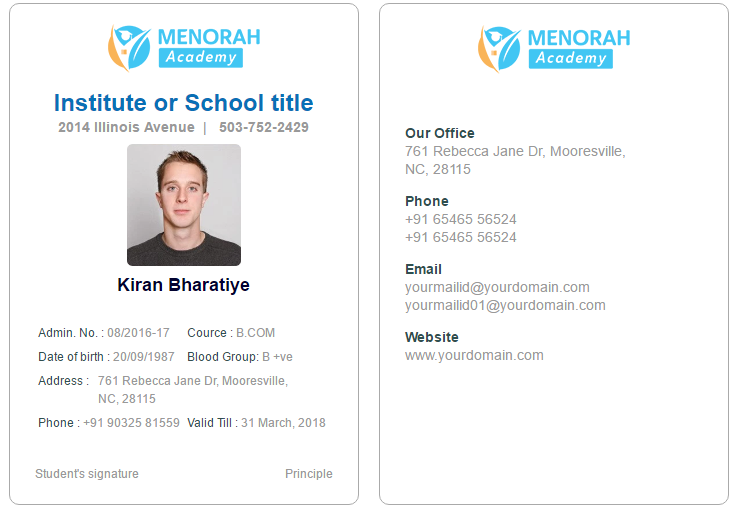 MENORAH
Academy
Institute or School title
2014 Illinois Avenue | 503-752-2429
Kiran Bharatiye
Admin. No. : 08/2016-17 Cource : B.COM
Date of birth : 20/09/1987 Blood Group: B +ve
Address : 761 Rebecca Jane Dr, Mooresville,
NC, 28115
Phone : +91 90325 81559 Valid Till : 31 March, 2018
Student's signature Principle
MENORAH
Academy
Our Office
761 Rebecca Jane Dr, Mooresville,
NC, 28115
Phone
+91 65465 56524
+91 65465 56524
Email
yourmailid@yourdomain.com
yourmailid01@yourdomain.com
Website
www.yourdomain.com